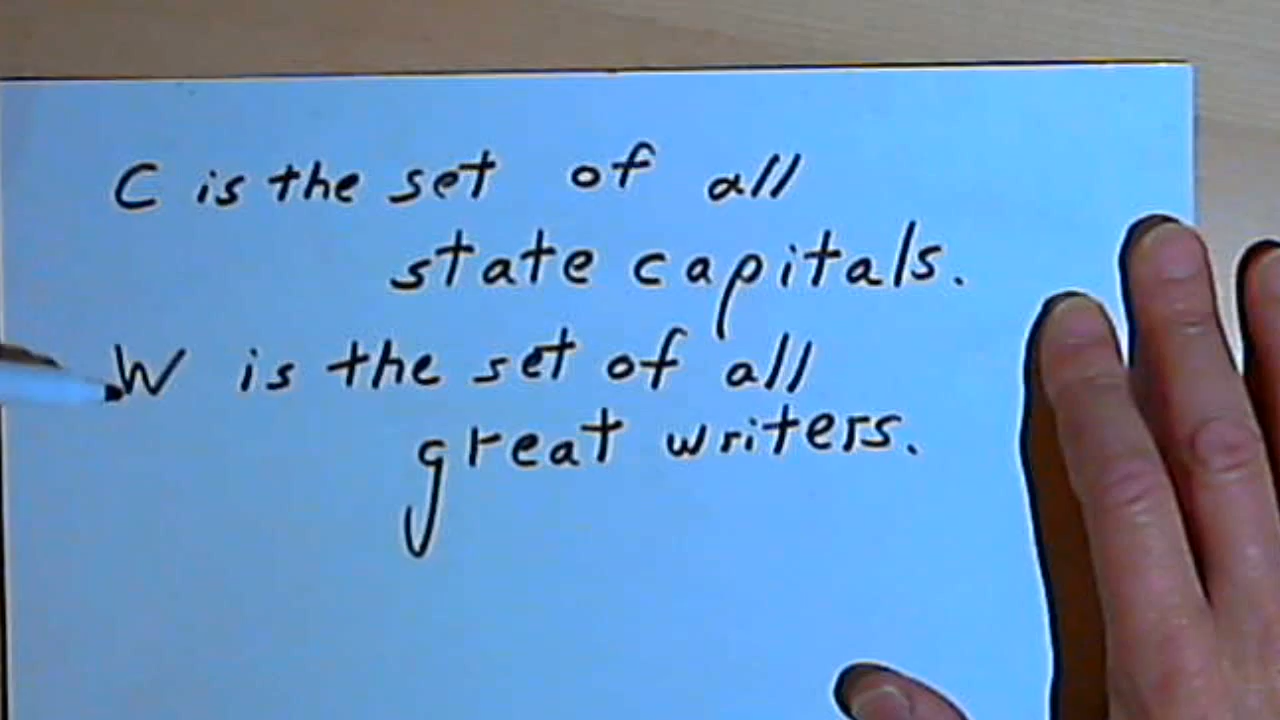 C is the set of all
state capitals.
W is the set of all
great writers.